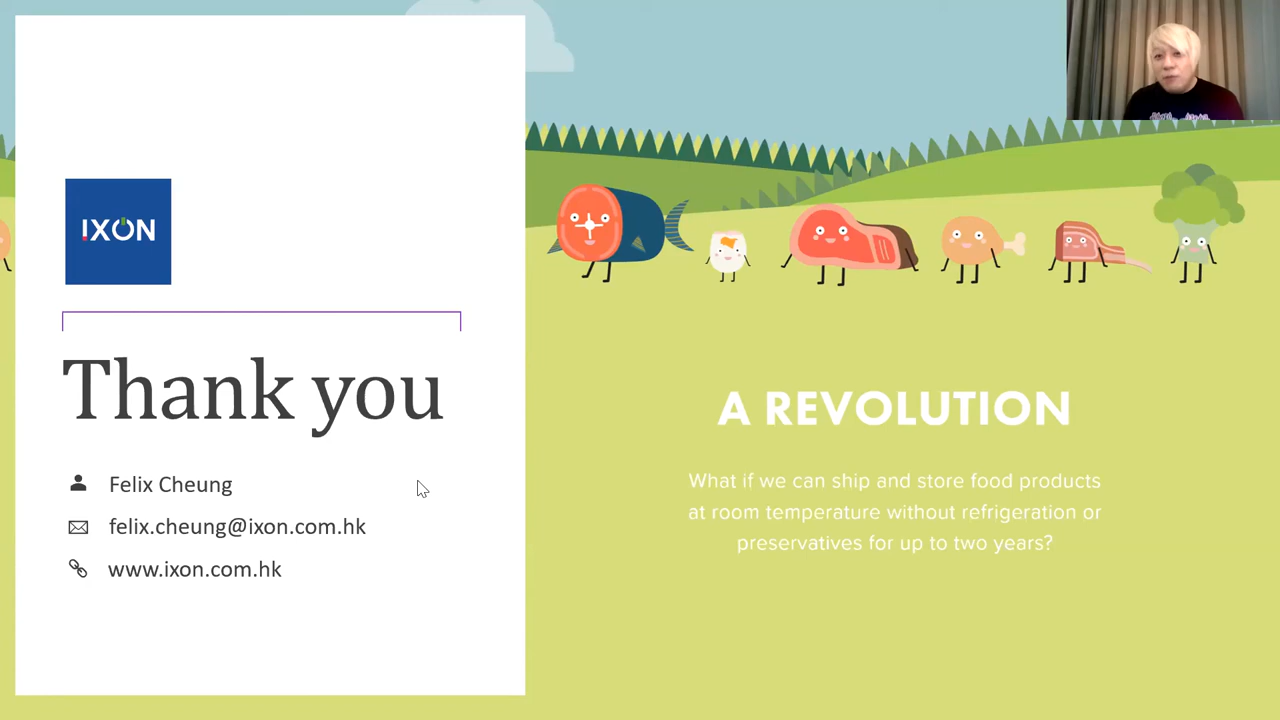 IXON
Thank you
Felix Cheung
felix.cheung@ixon.com.hk
www.ixon.com.hk
A REVOLUTION
What if we can ship and store food products
at room temperature without refrigeration or
preservatives for up to two years?